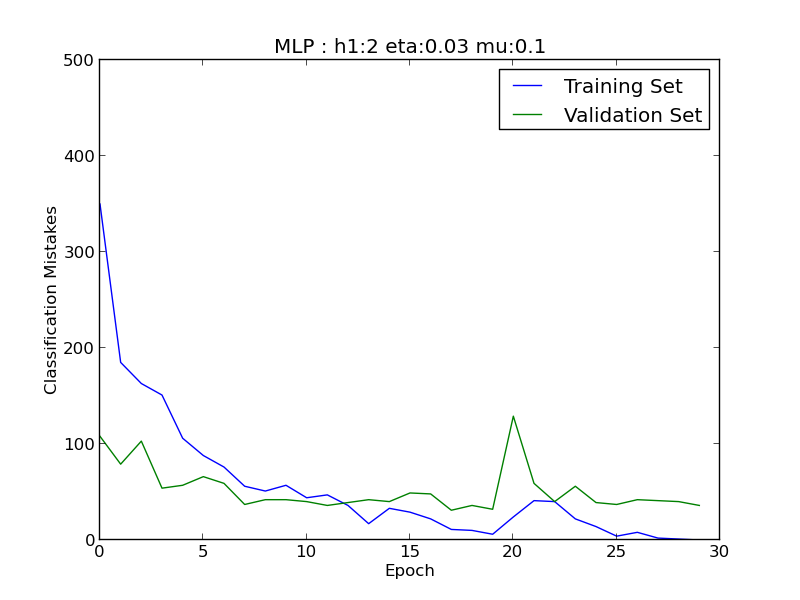 MLP : h1:2 eta:0.03 mu:0.1
500
400
300
200
100
0
Classification Mistakes
Training Set
Validation Set
0 5 10 15 20 25 30
Epoch